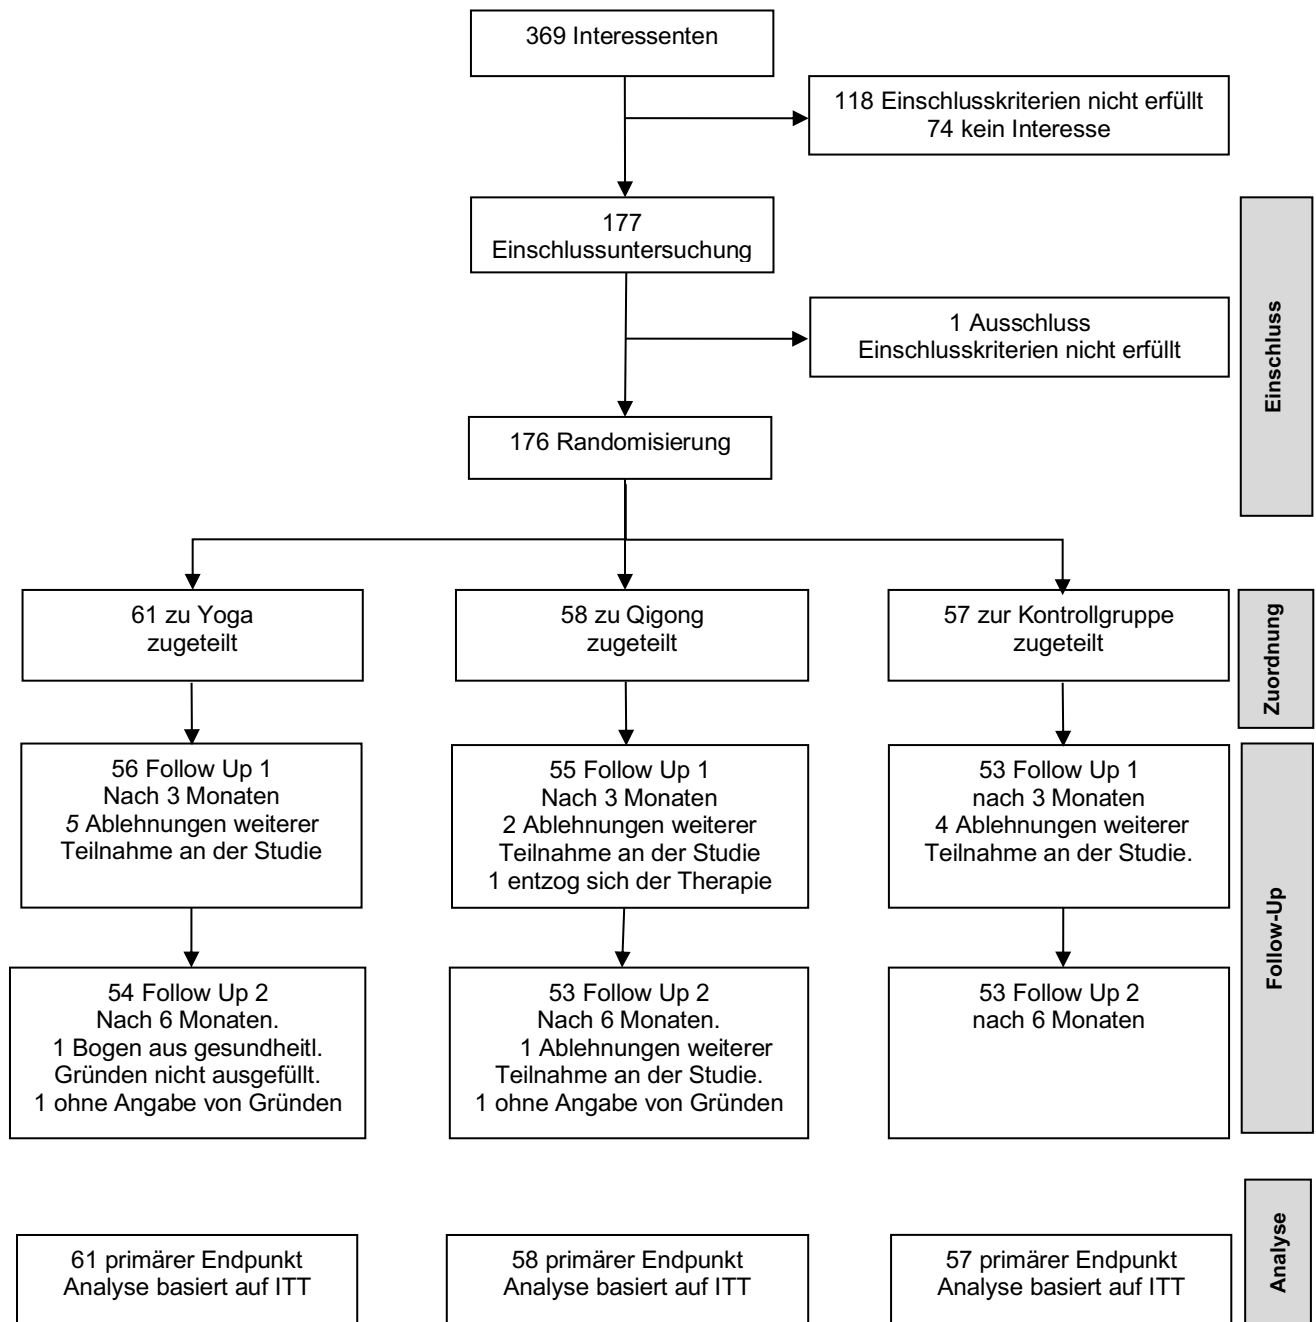 369 Interessenten
118 Einschlusskriterien nicht erfüllt
74 kein Interesse
177
Einschlussuntersuchung
1 Ausschluss
Einschlusskriterien nicht erfüllt
176 Randomisierung
Einschluss
61 zu Yoga
zugeteilt
58 zu Qigong
zugeteilt
57 zur Kontrollgruppe
zugeteilt
Zuordnung
56 Follow Up 1
Nach 3 Monaten
5 Ablehnungen weiterer
Teilnahme an der Studie
55 Follow Up 1
Nach 3 Monaten
2 Ablehnungen weiterer
Teilnahme an der Studie
1 entzog sich der Therapie
53 Follow Up 1
nach 3 Monaten
4 Ablehnungen weiterer
Teilnahme an der Studie.
54 Follow Up 2
Nach 6 Monaten.
1 Bogen aus gesundheitl.
Gründen nicht ausgefüllt.
1 ohne Angabe von Gründen
53 Follow Up 2
Nach 6 Monaten.
1 Ablehnungen weiterer
Teilnahme an der Studie.
1 ohne Angabe von Gründen
53 Follow Up 2
nach 6 Monaten
Follow-Up
61 primärer Endpunkt
Analyse basiert auf ITT
58 primärer Endpunkt
Analyse basiert auf ITT
57 primärer Endpunkt
Analyse basiert auf ITT
Analyse